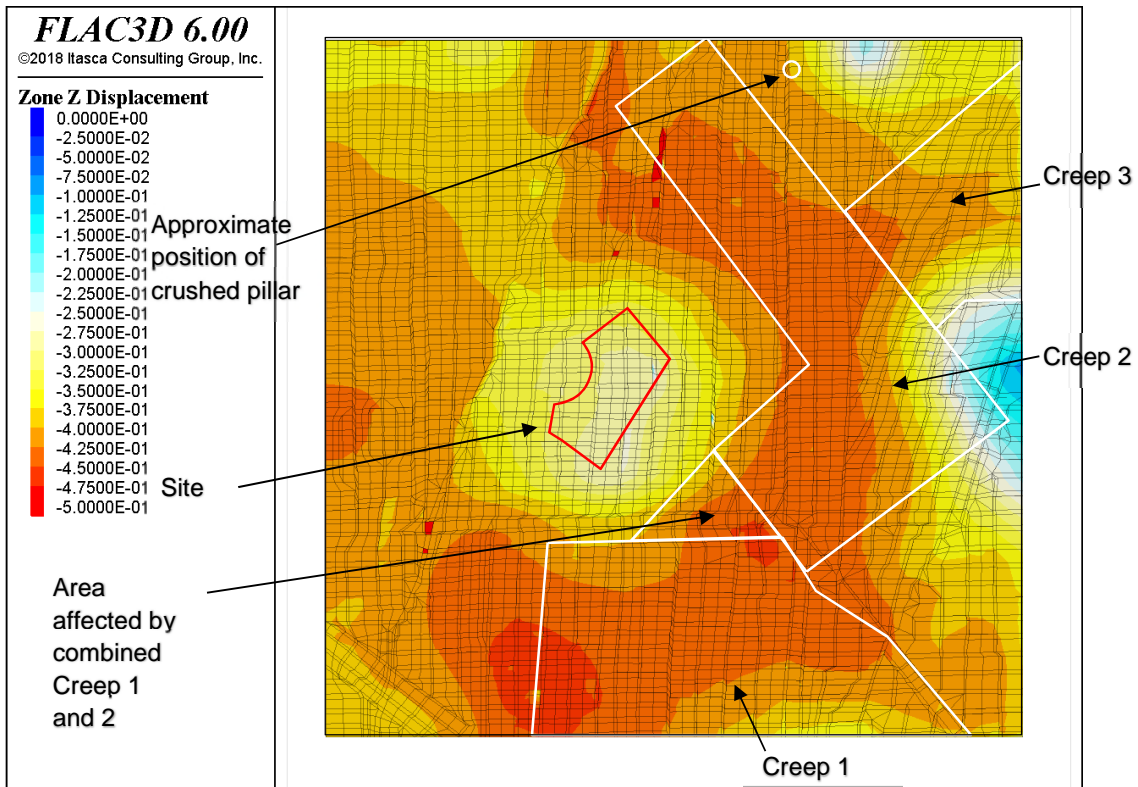 FLAC3D 6.00
©2018 Itasca Consulting Group, Inc.
Zone Z Displacement
0.0000E+00
-2.5000E-02
-5.0000E-02
-7.5000E-02
-1.0000E-01
-1.2500E-01
-1.5000E-01
-1.7500E-01
-2.0000E-01
-2.2500E-01
-2.5000E-01
-2.7500E-01
-3.0000E-01
-3.2500E-01
-3.5000E-01
-3.7500E-01
-4.0000E-01
-4.2500E-01
-4.5000E-01
-4.7500E-01
-5.0000E-01
Approximate
position of
crushed pillar
Site
Area
affected by
combined
Creep 1
and 2
Creep 3
Creep 2
Creep 1